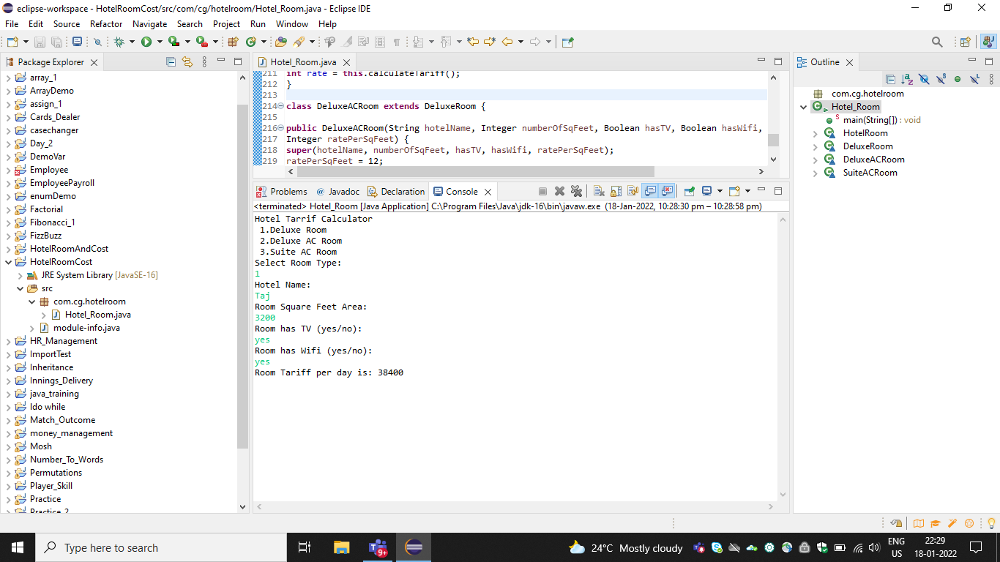 eclipse-workspace - HotelRoomCost/src/com/cg/hotelroom/Hotel_Room.java - Eclipse IDE
File Edit Source Refactor Navigate Search Project Run Window Help
Package Explorer
array_1
ArrayDemo
assign_1
Cards_Dealer
casechanger
Day_2
DemoVar
Employee
EmployeePayroll
enumDemo
Factorial
Fibonacci_1
FizzBuzz
HotelRoomAndCost
HotelRoomCost
JRE System Library [JavaSE-16]
src
com.cg.hotelroom
Hotel_Room.java
module-info.java
HR_Management
ImportTest
Inheritance
Innings_Delivery
java_training
ldo while
Match_Outcome
money_management
Mosh
Number_To_Words
Permutations
Player_Skill
Practice
Practice_2
Hotel_Room.java
211 int rate = this.calculateTariff();
212 }
213
214 class DeluxeACRoom extends DeluxeRoom {
215
216 public DeluxeACRoom(String hotelName, Integer numberOfSqFeet, Boolean hasTV, Boolean hasWifi,
217 Integer ratePerSqFeet) {
218 super(hotelName, numberOfSqFeet, hasTV, hasWifi, ratePerSqFeet);
219 ratePerSqFeet = 12;
Problems @ Javadoc Declaration Console
<terminated> Hotel_Room [Java Application] C:\Program Files\Java\jdk-16\bin\javaw.exe (18-Jan-2022, 10:28:30 pm – 10:28:58 pm)
Hotel Tarrif Calculator
1.Deluxe Room
2.Deluxe AC Room
3.Suite AC Room
Select Room Type:
1
Hotel Name:
Taj
Room Square Feet Area:
3200
Room has TV (yes/no):
yes
Room has Wifi (yes/no):
yes
Room Tariff per day is: 38400
Outline
com.cg.hotelroom
Hotel_Room
main(String[]) : void
HotelRoom
DeluxeRoom
DeluxeACRoom
SuiteACRoom
Type here to search
9+
24°C Mostly cloudy
ENG
US
22:29
18-01-2022